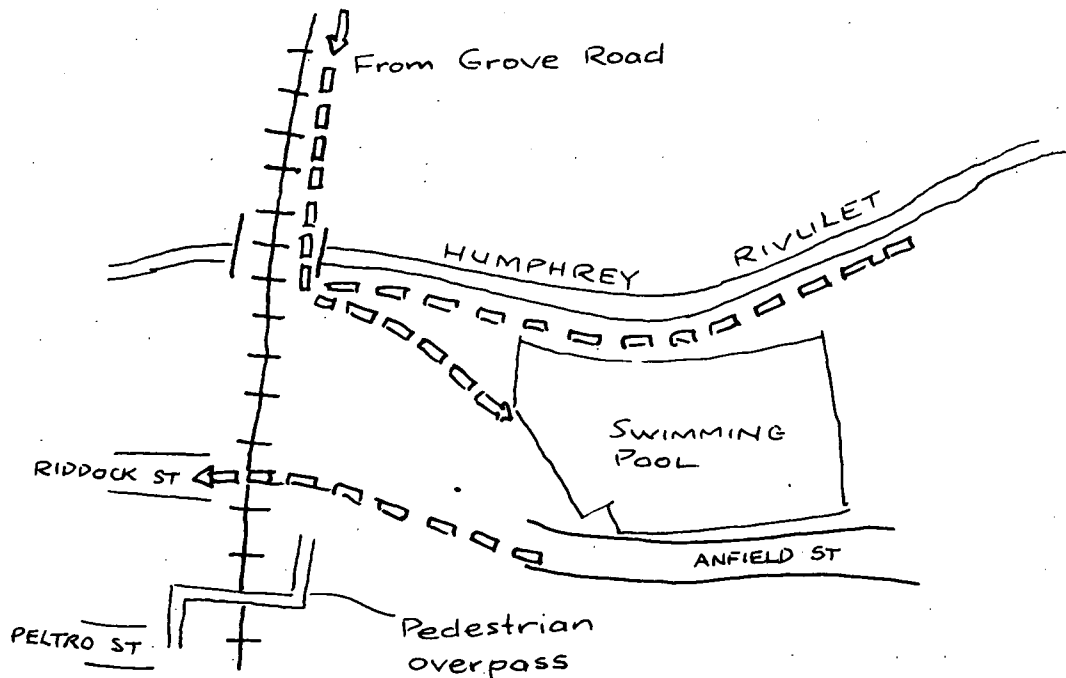 From Grove Road
HUMPHREY RIVULET
SWIMMING
POOL
RIDDOCK ST
ANFIELD ST
PELTRO ST
Pedestrian
overpass